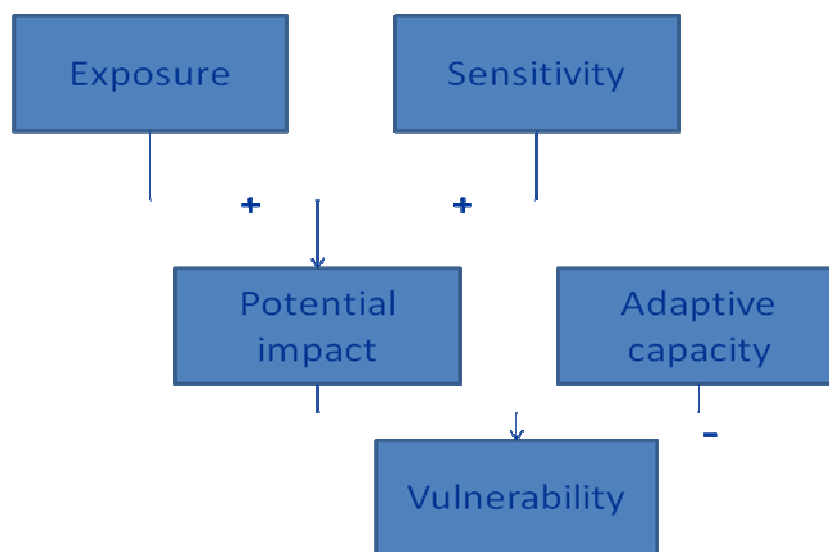 Exposure
Sensitivity
+
+
Potential
impact
Adaptive
capacity
-
Vulnerability